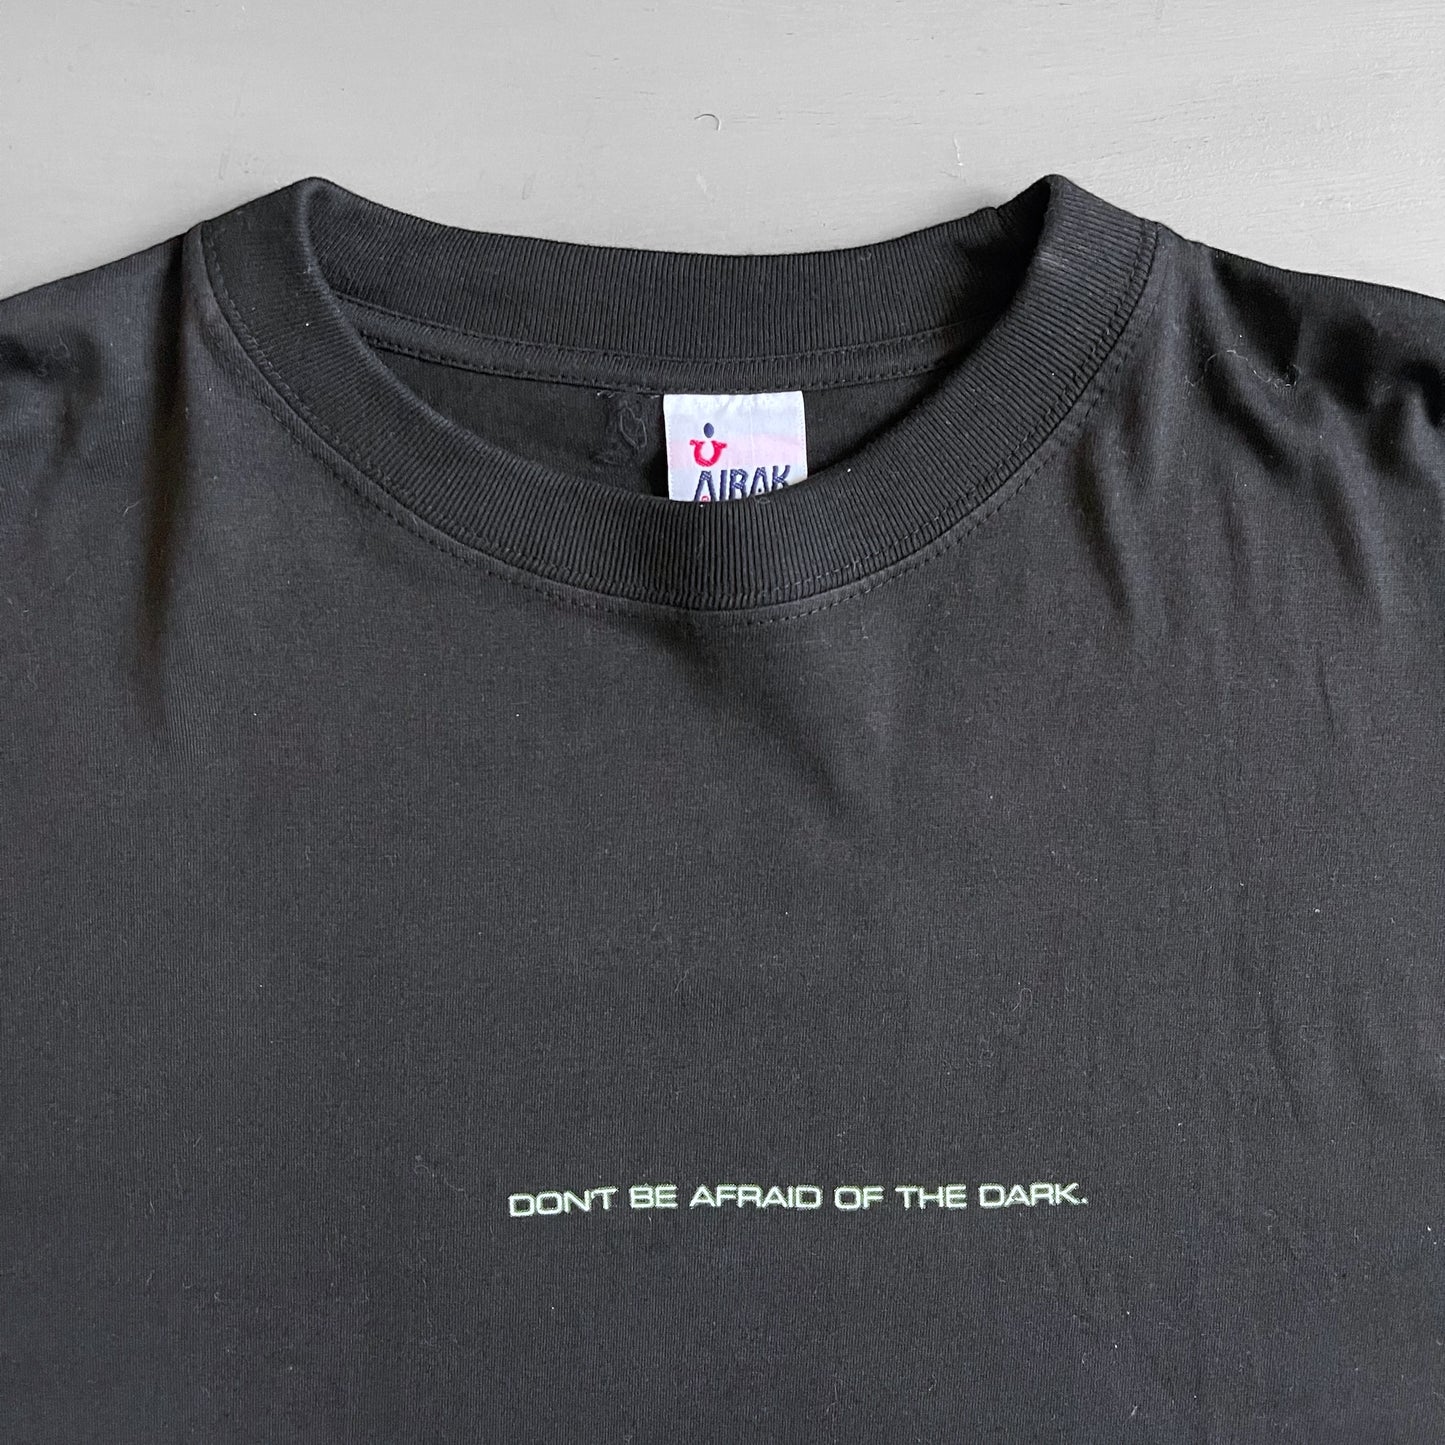 AIRAK
DON'T BE AFRAID OF THE DARK.